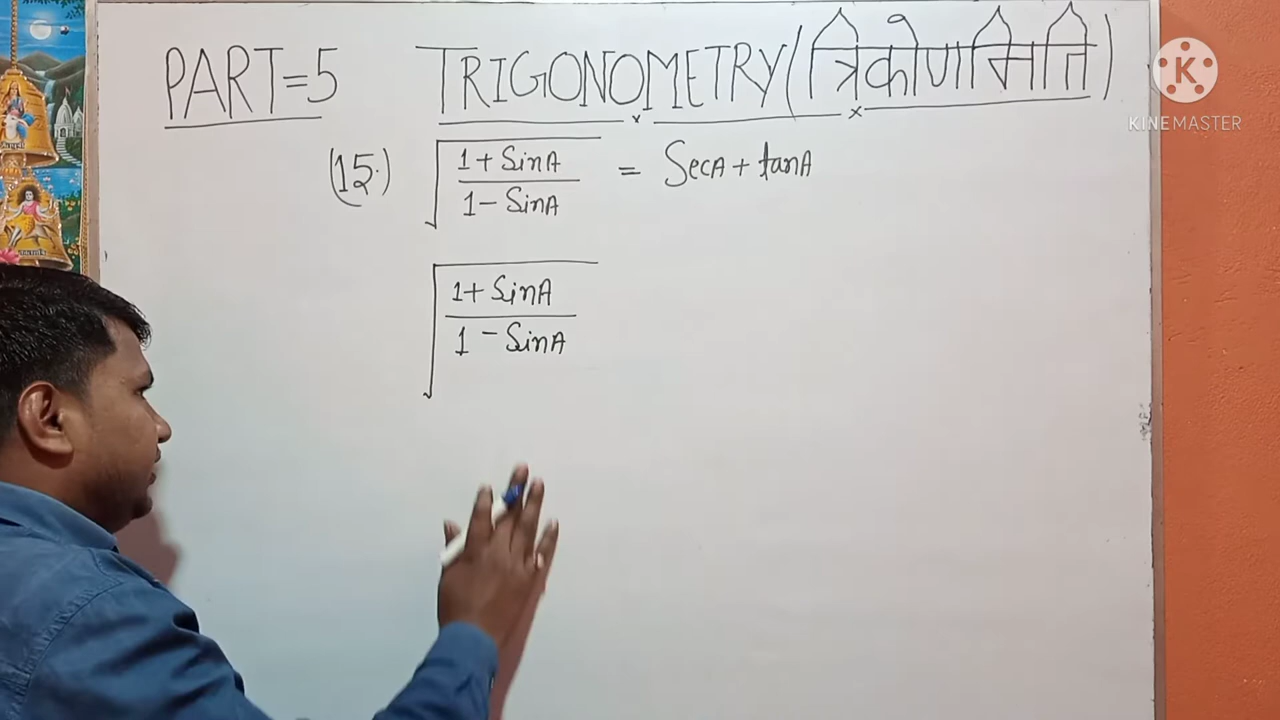 PART=5 TRIGONOMETRY (त्रिकोणमिति)
K
KINEMASTER
(15.) √(1 + SinA / 1 - SinA) = SecA + tanA
√(1 + SinA / 1 - SinA)